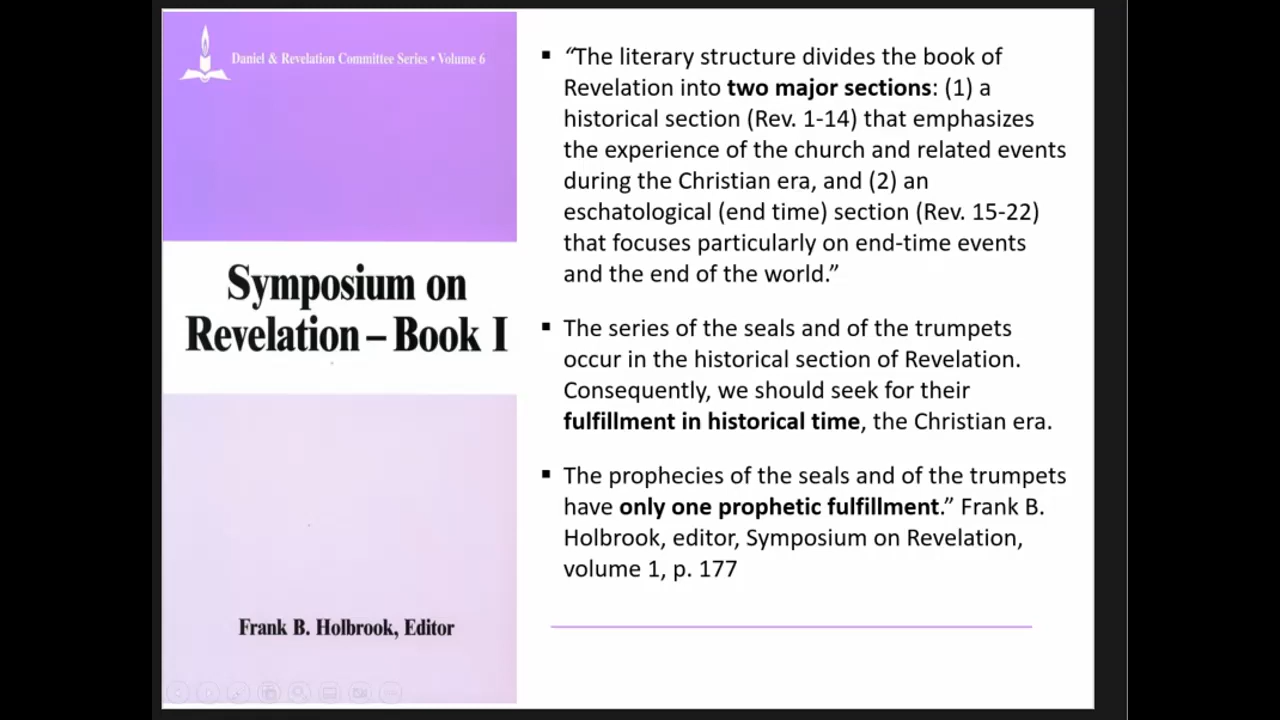 Daniel & Revelation Committee Series • Volume 6
Symposium on
Revelation – Book I
Frank B. Holbrook, Editor
▪ “The literary structure divides the book of
Revelation into two major sections: (1) a
historical section (Rev. 1-14) that emphasizes
the experience of the church and related events
during the Christian era, and (2) an
eschatological (end time) section (Rev. 15-22)
that focuses particularly on end-time events
and the end of the world.”
▪ The series of the seals and of the trumpets
occur in the historical section of Revelation.
Consequently, we should seek for their
fulfillment in historical time, the Christian era.
▪ The prophecies of the seals and of the trumpets
have only one prophetic fulfillment.” Frank B.
Holbrook, editor, Symposium on Revelation,
volume 1, p. 177